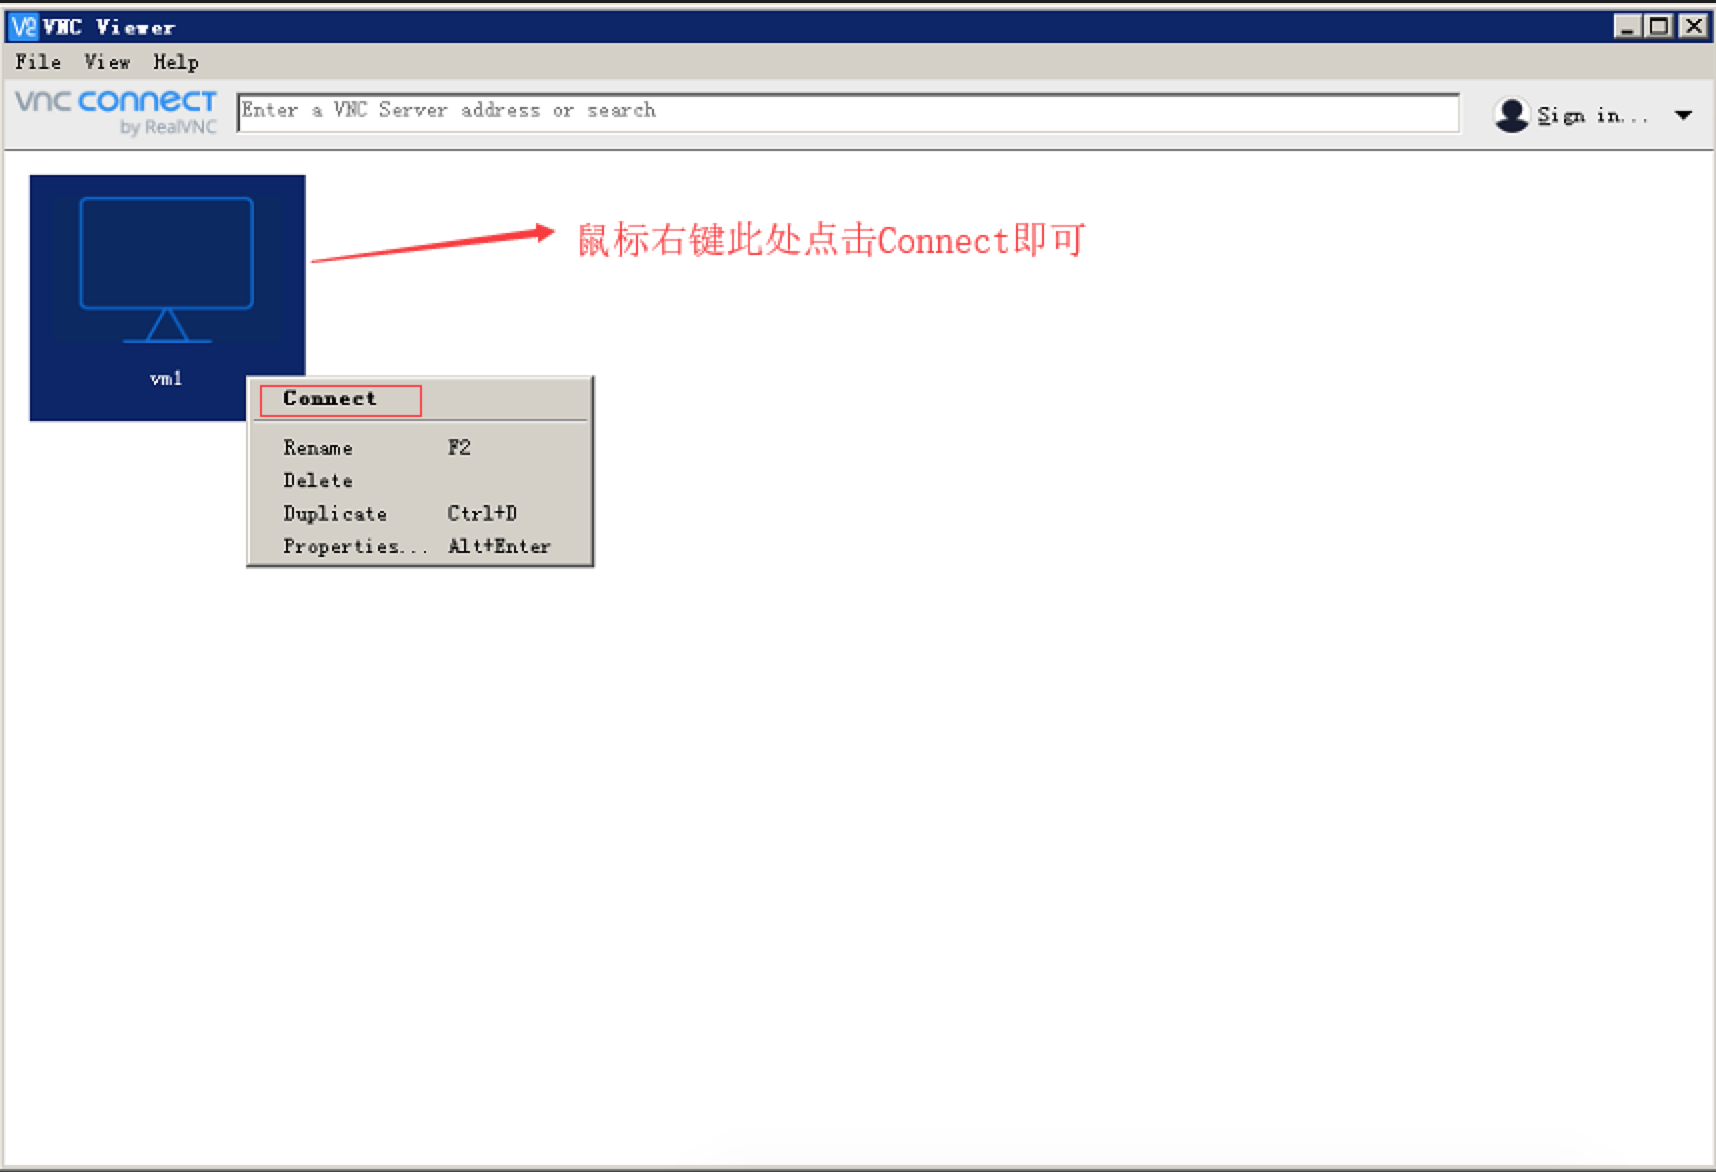 VNC Viewer
File View Help
vnc connect
by RealVNC
Enter a VNC Server address or search
Sign in...
鼠标右键此处点击Connect即可
vm1
Connect
Rename F2
Delete
Duplicate Ctrl+D
Properties... Alt+Enter